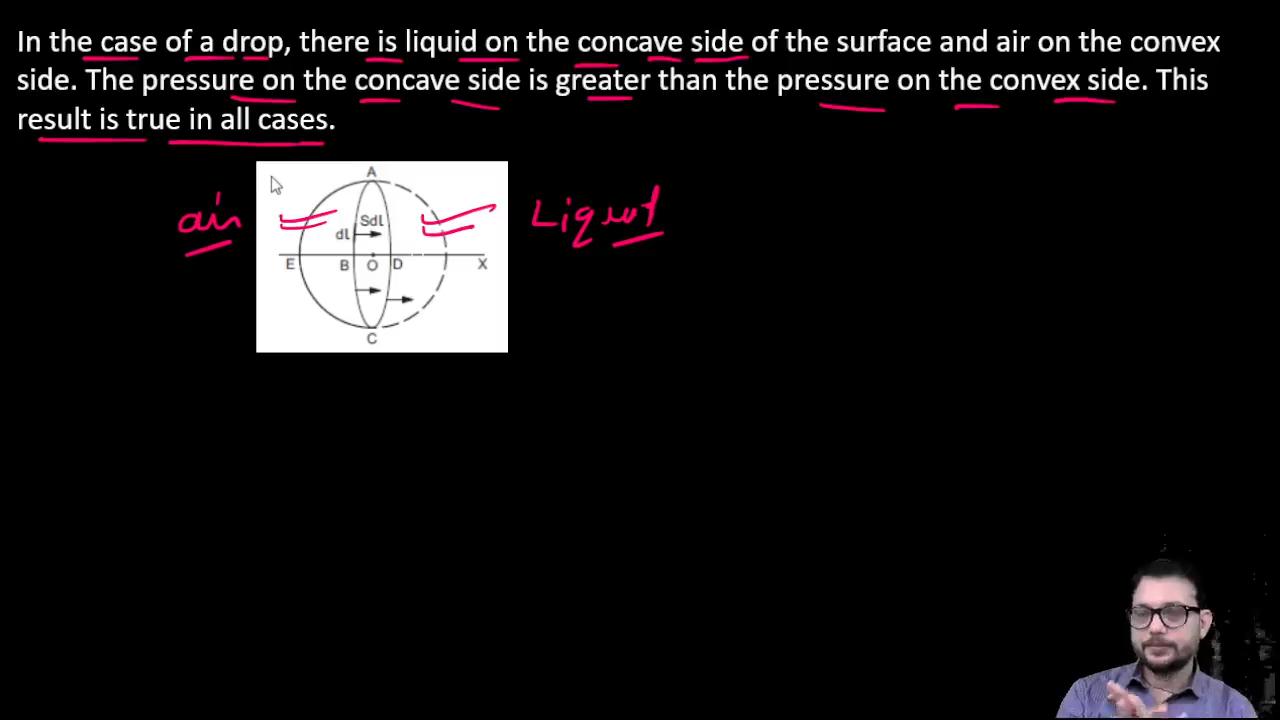 In the case of a drop, there is liquid on the concave side of the surface and air on the convex
side. The pressure on the concave side is greater than the pressure on the convex side. This
result is true in all cases.
A
air
Liquid
Sdl
dl
E B O D X
C